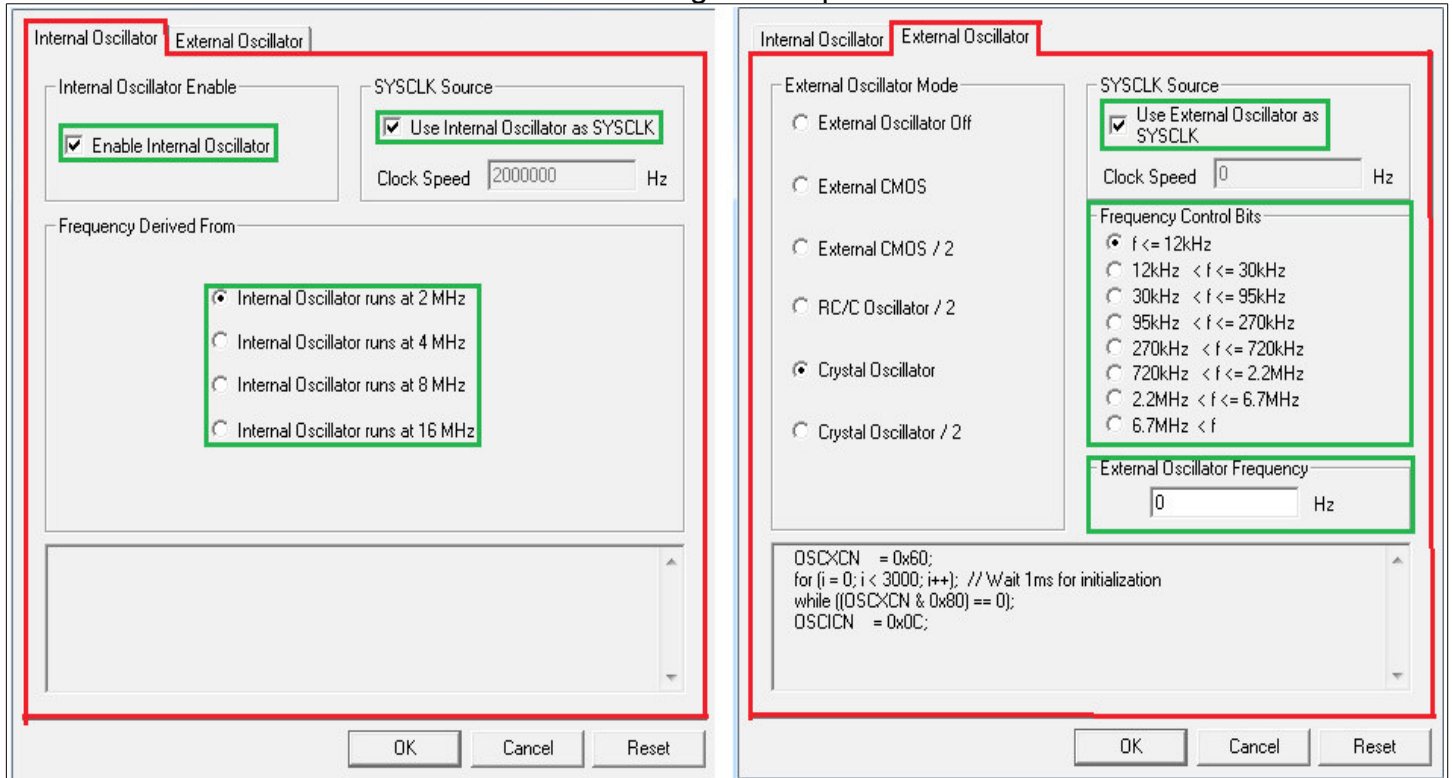 Internal Oscillator
External Oscillator
Internal Oscillator Enable
Enable Internal Oscillator
SYSCLK Source
Use Internal Oscillator as SYSCLK
Clock Speed 2000000 Hz
Frequency Derived From
Internal Oscillator runs at 2 MHz
Internal Oscillator runs at 4 MHz
Internal Oscillator runs at 8 MHz
Internal Oscillator runs at 16 MHz
OK
Cancel
Reset
Internal Oscillator
External Oscillator
External Oscillator Mode
External Oscillator Off
External CMOS
External CMOS / 2
RC/C Oscillator / 2
Crystal Oscillator
Crystal Oscillator / 2
SYSCLK Source
Use External Oscillator as
SYSCLK
Clock Speed 0 Hz
Frequency Control Bits
f <= 12kHz
12kHz < f <= 30kHz
30kHz < f <= 95kHz
95kHz < f <= 270kHz
270kHz < f <= 720kHz
720kHz < f <= 2.2MHz
2.2MHz < f <= 6.7MHz
6.7MHz < f
External Oscillator Frequency
0 Hz
OSCXCN = 0x60;
for (i = 0; i < 3000; i++); // Wait 1ms for initialization
while ((OSCXCN & 0x80) == 0);
OSCICN = 0x0C;
OK
Cancel
Reset